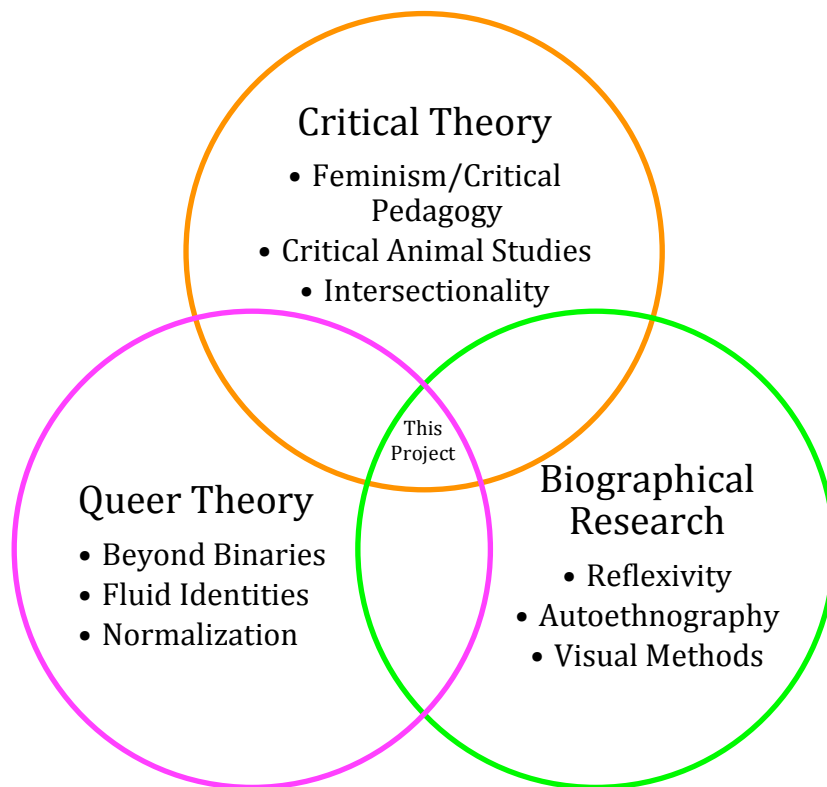 Critical Theory
• Feminism/Critical
Pedagogy
• Critical Animal Studies
• Intersectionality
This
Project
Queer Theory
• Beyond Binaries
• Fluid Identities
• Normalization
Biographical
Research
• Reflexivity
• Autoethnography
• Visual Methods